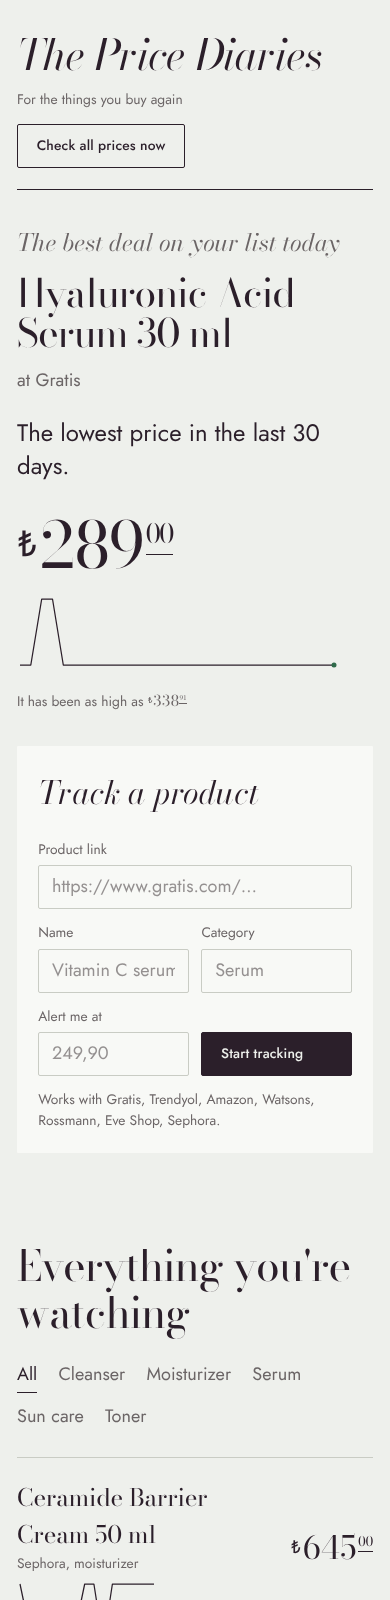 The Price Diaries
For the things you buy again
Check all prices now
The best deal on your list today
Hyaluronic Acid
Serum 30 ml
at Gratis
The lowest price in the last 30
days.
₺28900
It has been as high as ₺33891
Track a product
Product link
https://www.gratis.com/...
Name
Category
Vitamin C serum
Serum
Alert me at
249,90
Start tracking
Works with Gratis, Trendyol, Amazon, Watsons,
Rossmann, Eve Shop, Sephora.
Everything you're
watching
All Cleanser Moisturizer Serum
Sun care Toner
Ceramide Barrier
Cream 50 ml
₺64500
Sephora, moisturizer